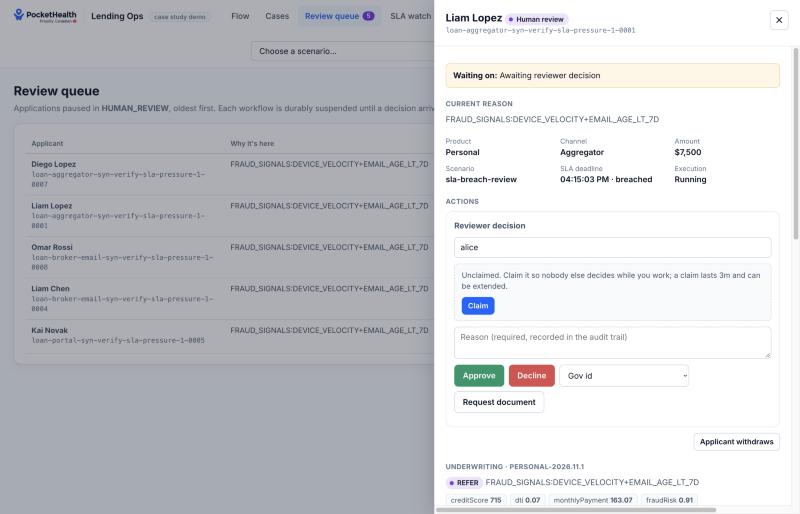 PocketHealth
Proudly Canadian
Lending Ops
case study demo
Flow
Cases
Review queue 5
SLA watch
Choose a scenario...
Review queue
Applications paused in HUMAN_REVIEW, oldest first. Each workflow is durably suspended until a decision arriv
Applicant
Why it's here
Diego Lopez
loan-aggregator-syn-verify-sla-pressure-1-
0007
FRAUD_SIGNALS:DEVICE_VELOCITY+EMAIL_AGE_LT_7D
Liam Lopez
loan-aggregator-syn-verify-sla-pressure-1-
0001
FRAUD_SIGNALS:DEVICE_VELOCITY+EMAIL_AGE_LT_7D
Omar Rossi
loan-broker-email-syn-verify-sla-pressure-1-
0008
FRAUD_SIGNALS:DEVICE_VELOCITY+EMAIL_AGE_LT_7D
Liam Chen
loan-broker-email-syn-verify-sla-pressure-1-
0004
FRAUD_SIGNALS:DEVICE_VELOCITY+EMAIL_AGE_LT_7D
Kai Novak
loan-portal-syn-verify-sla-pressure-1-0005
FRAUD_SIGNALS:DEVICE_VELOCITY+EMAIL_AGE_LT_7D
Liam Lopez
Human review
loan-aggregator-syn-verify-sla-pressure-1-0001
Waiting on: Awaiting reviewer decision
CURRENT REASON
FRAUD_SIGNALS:DEVICE_VELOCITY+EMAIL_AGE_LT_7D
Product
Channel
Amount
Personal
Aggregator
$7,500
Scenario
SLA deadline
Execution
sla-breach-review
04:15:03 PM · breached
Running
ACTIONS
Reviewer decision
alice
Unclaimed. Claim it so nobody else decides while you work; a claim lasts 3m and can
be extended.
Claim
Reason (required, recorded in the audit trail)
Approve
Decline
Gov id
Request document
Applicant withdraws
UNDERWRITING · PERSONAL-2026.11.1
REFER
FRAUD_SIGNALS:DEVICE_VELOCITY+EMAIL_AGE_LT_7D
creditScore 715
dti 0.07
monthlyPayment 163.07
fraudRisk 0.91